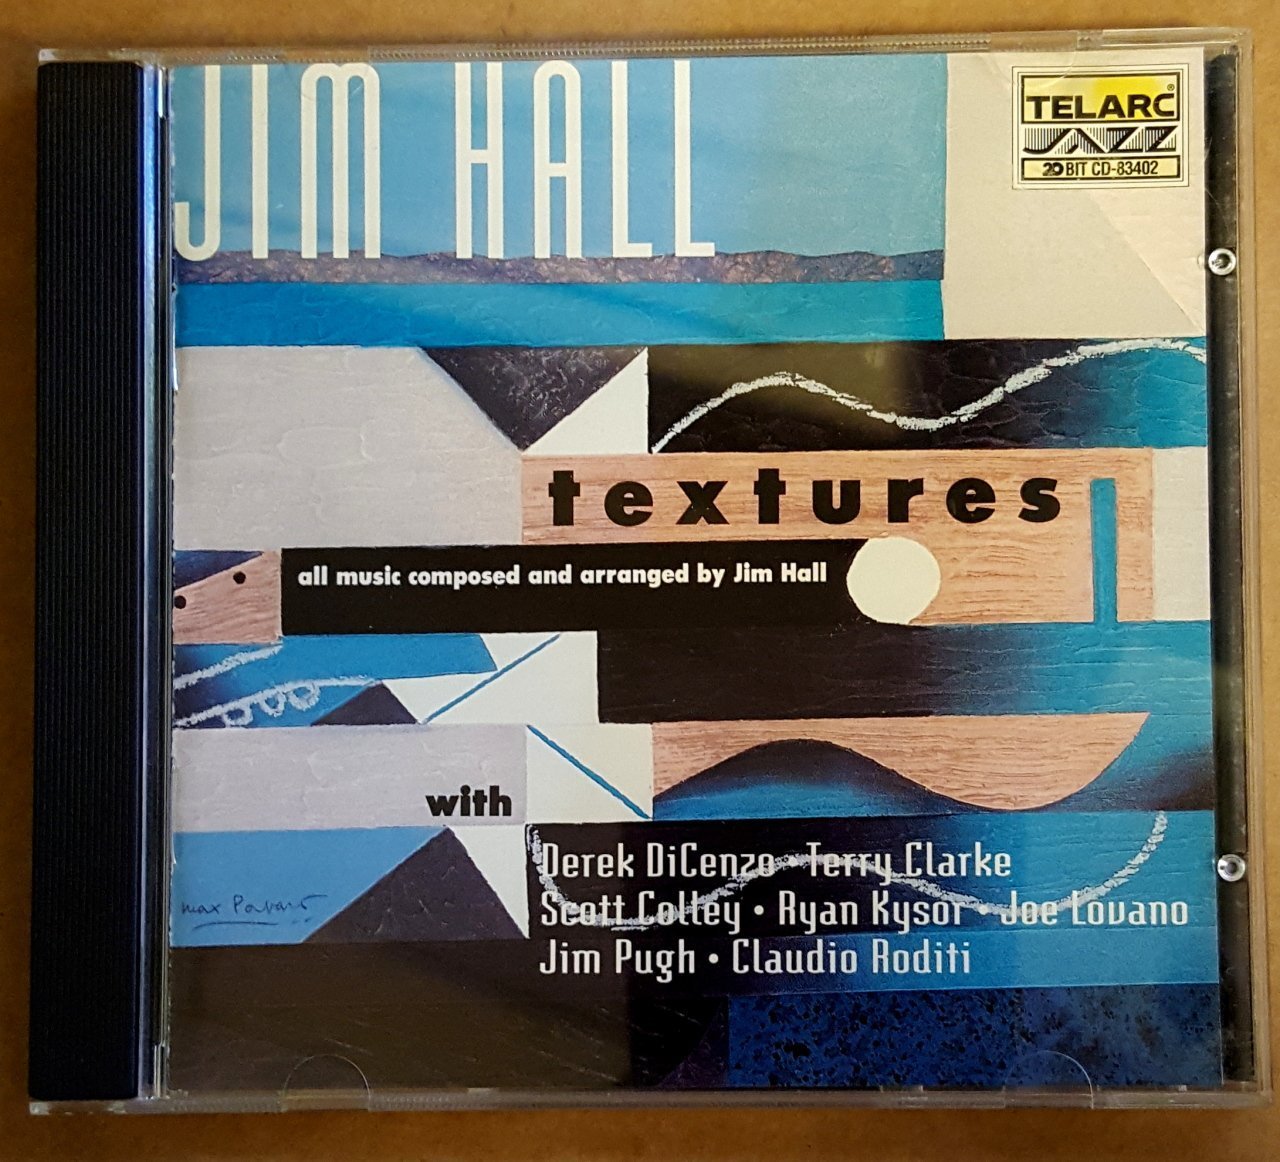 JIM HALL
TELARC®
JAZZ
20 BIT CD-83402
textures
all music composed and arranged by Jim Hall
with
Derek DiCenzo • Terry Clarke
Scott Colley • Ryan Kysor • Joe Lovano
Jim Pugh • Claudio Roditi
max